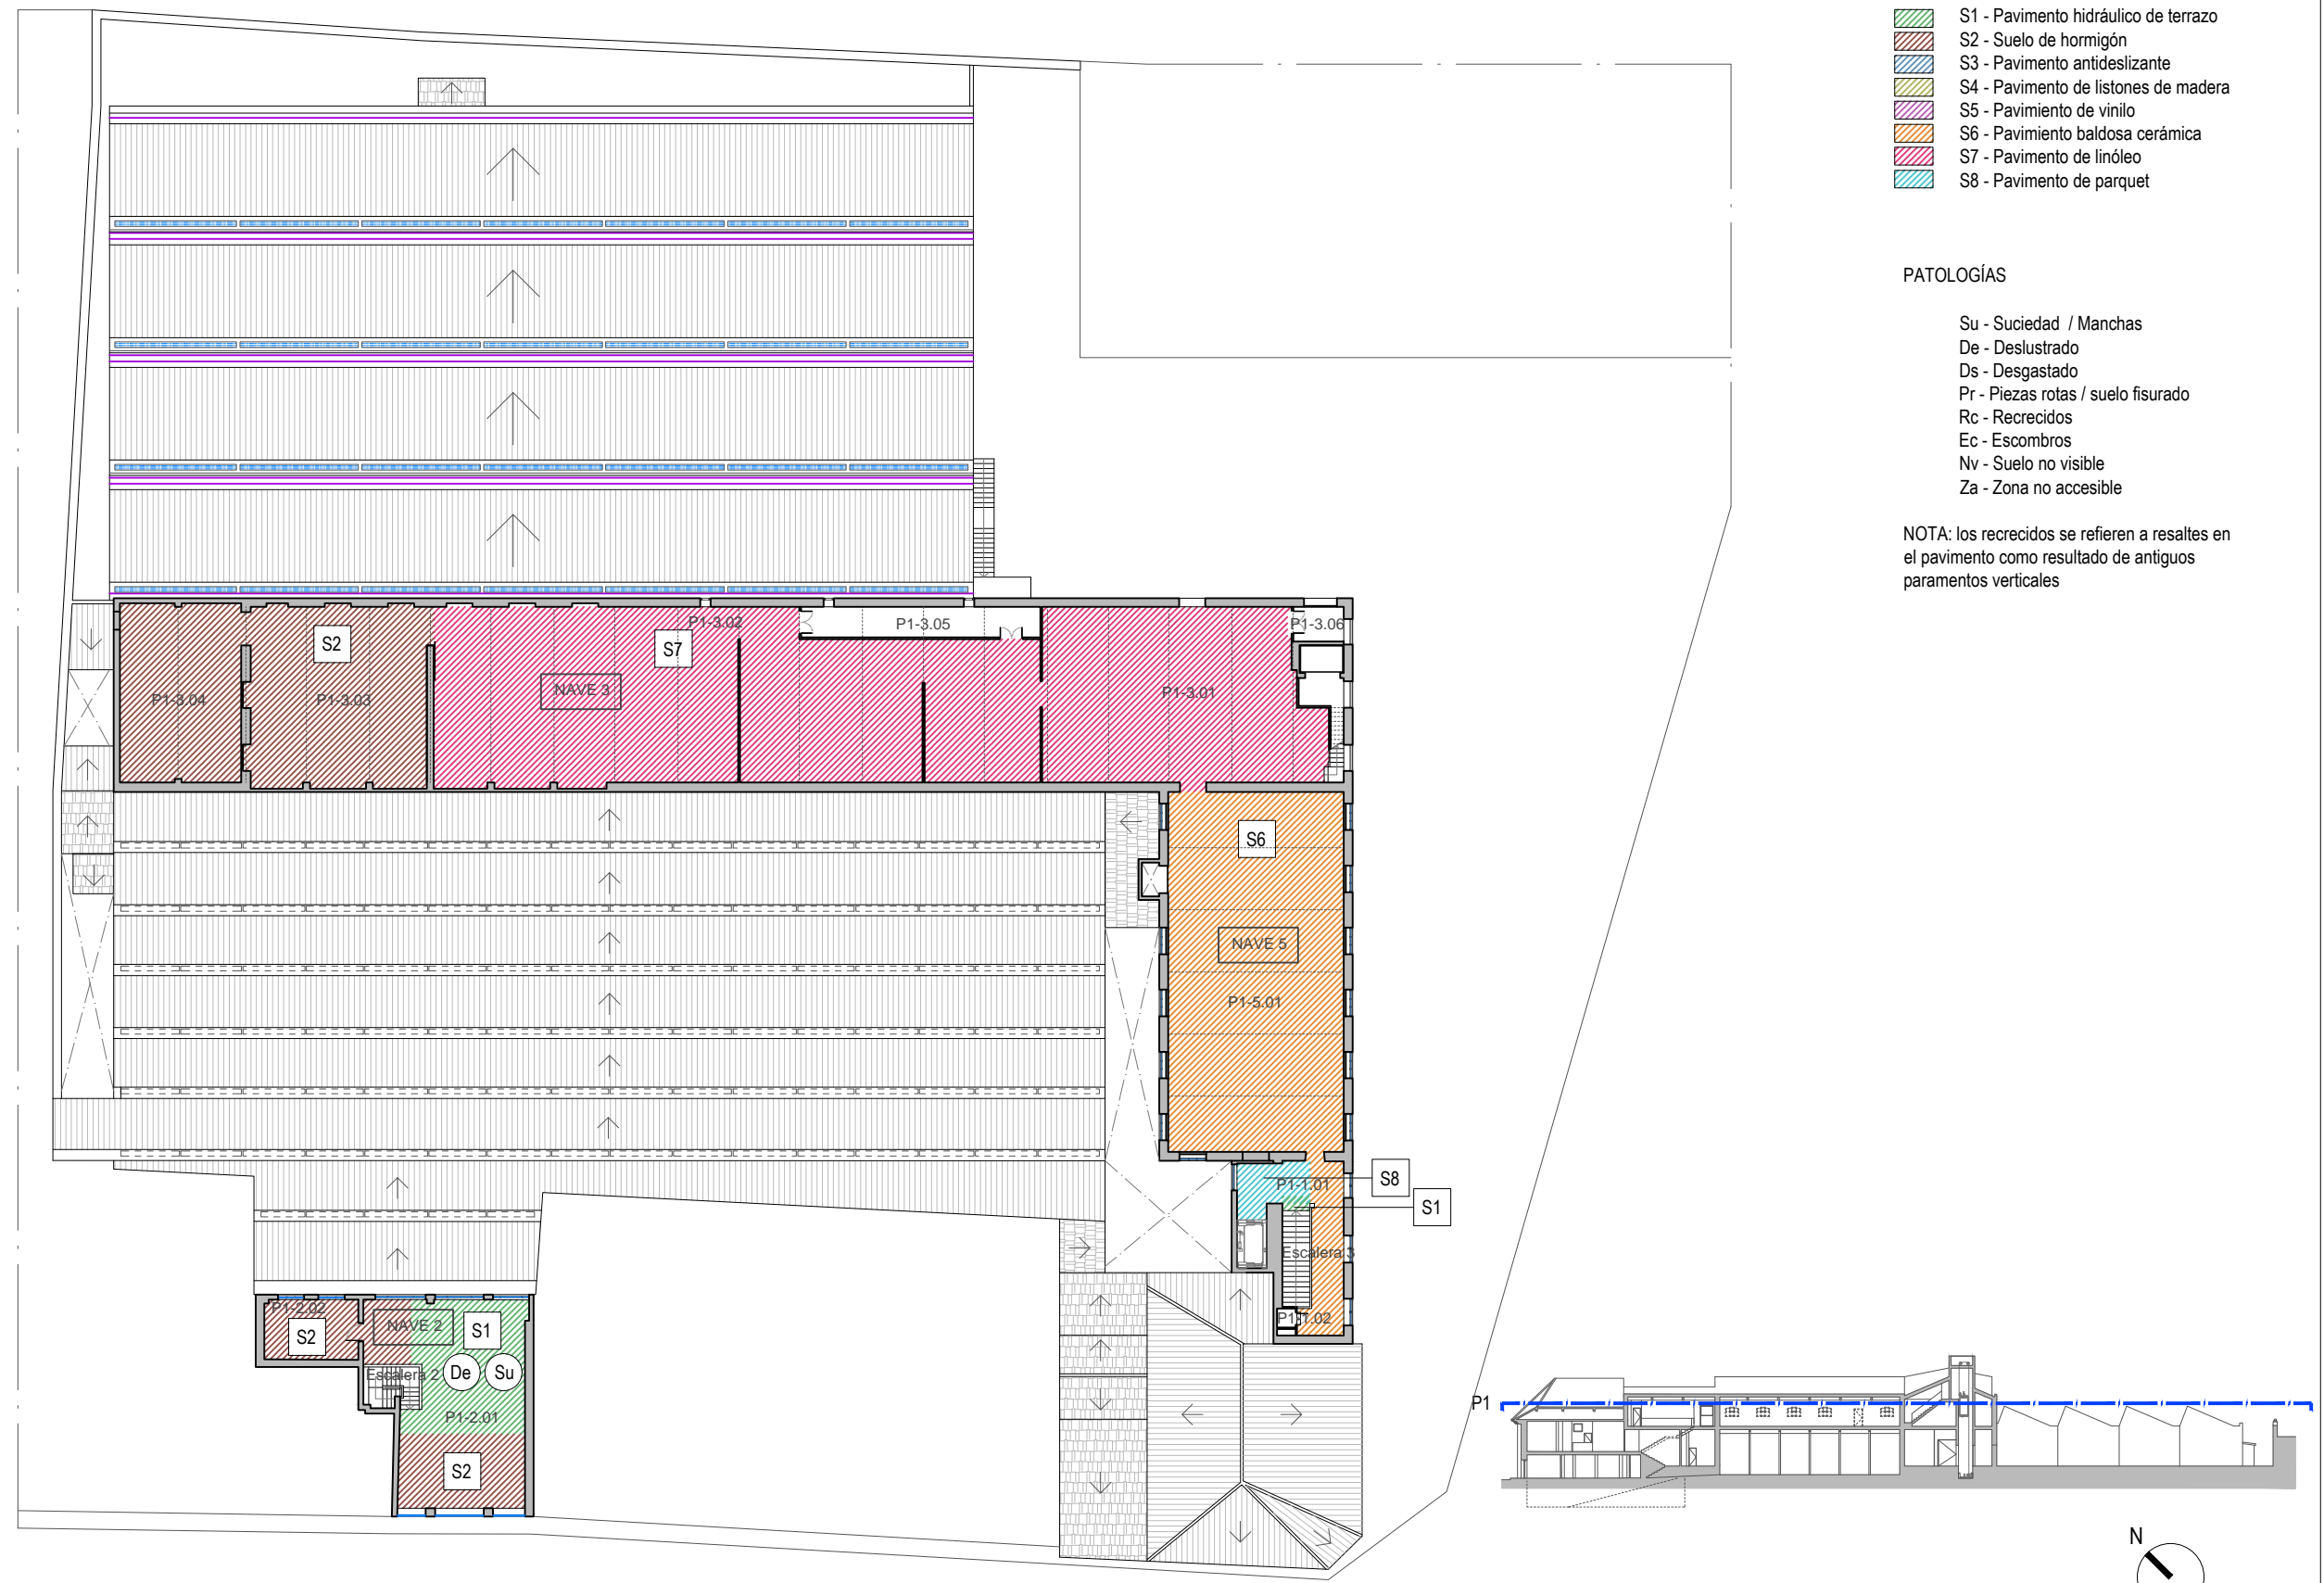 S1 - Pavimento hidráulico de terrazo
S2 - Suelo de hormigón
S3 - Pavimento antideslizante
S4 - Pavimento de listones de madera
S5 - Pavimiento de vinilo
S6 - Pavimiento baldosa cerámica
S7 - Pavimento de linóleo
S8 - Pavimento de parquet
PATOLOGÍAS
Su - Suciedad / Manchas
De - Deslustrado
Ds - Desgastado
Pr - Piezas rotas / suelo fisurado
Rc - Recrecidos
Ec - Escombros
Nv - Suelo no visible
Za - Zona no accesible
NOTA: los recrecidos se refieren a resaltes en
el pavimento como resultado de antiguos
paramentos verticales
P1-3.02
P1-3.05
P1-3.06
S2
S7
P1-3.04
P1-3.03
NAVE 3
P1-3.01
S6
NAVE 5
P1-5.01
P1-1.01
S8
S1
Escalera 3
P1-1.02
P1-2.02
NAVE 2
S2
S1
Escalera 2
De
Su
P1-2.01
S2
P1
N